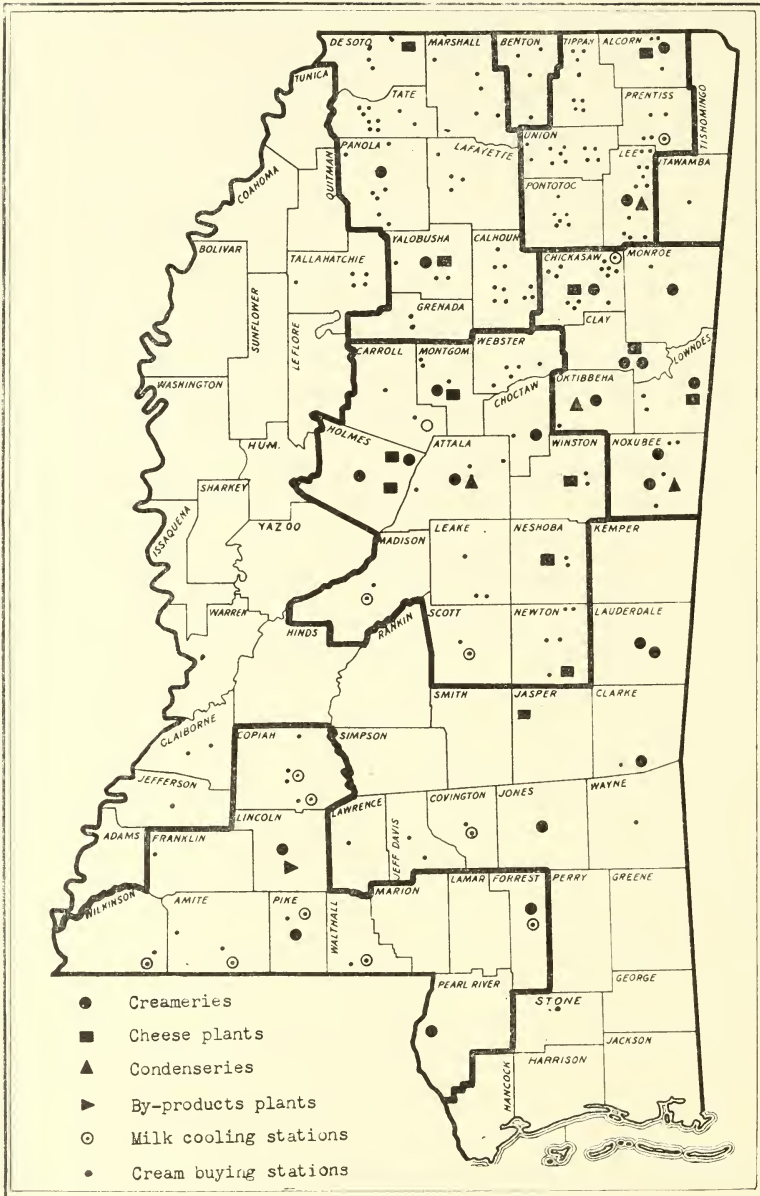 DE SOTO
MARSHALL
BENTON
TIPPAH
ALCORN
TUNICA
TATE
PRENTISS
TISHOMINGO
UNION
PANOLA
LAFAYETTE
LEE
ITAWAMBA
QUITMAN
COAHOMA
PONTOTOC
BOLIVAR
YALOBUSHA
CALHOUN
CHICKASAW
MONROE
TALLAHATCHIE
SUNFLOWER
LE FLORE
GRENADA
CLAY
CARROLL
MONTGOM.
WEBSTER
LOWNDES
WASHINGTON
CHOCTAW
OKTIBBEHA
HOLMES
HUM.
ATTALA
WINSTON
NOXUBEE
SHARKEY
ISSAQUENA
YAZOO
LEAKE
NESHOBA
KEMPER
MADISON
WARREN
HINDS
RANKIN
SCOTT
NEWTON
LAUDERDALE
SMITH
JASPER
CLARKE
CLAIBORNE
COPIAH
SIMPSON
JEFFERSON
LINCOLN
LAWRENCE
JEFF DAVIS
COVINGTON
JONES
WAYNE
ADAMS
FRANKLIN
WILKINSON
AMITE
PIKE
WALTHALL
MARION
LAMAR
FORREST
PERRY
GREENE
PEARL RIVER
GEORGE
STONE
JACKSON
HANCOCK
HARRISON
Creameries
Cheese plants
Condenseries
By-products plants
Milk cooling stations
Cream buying stations